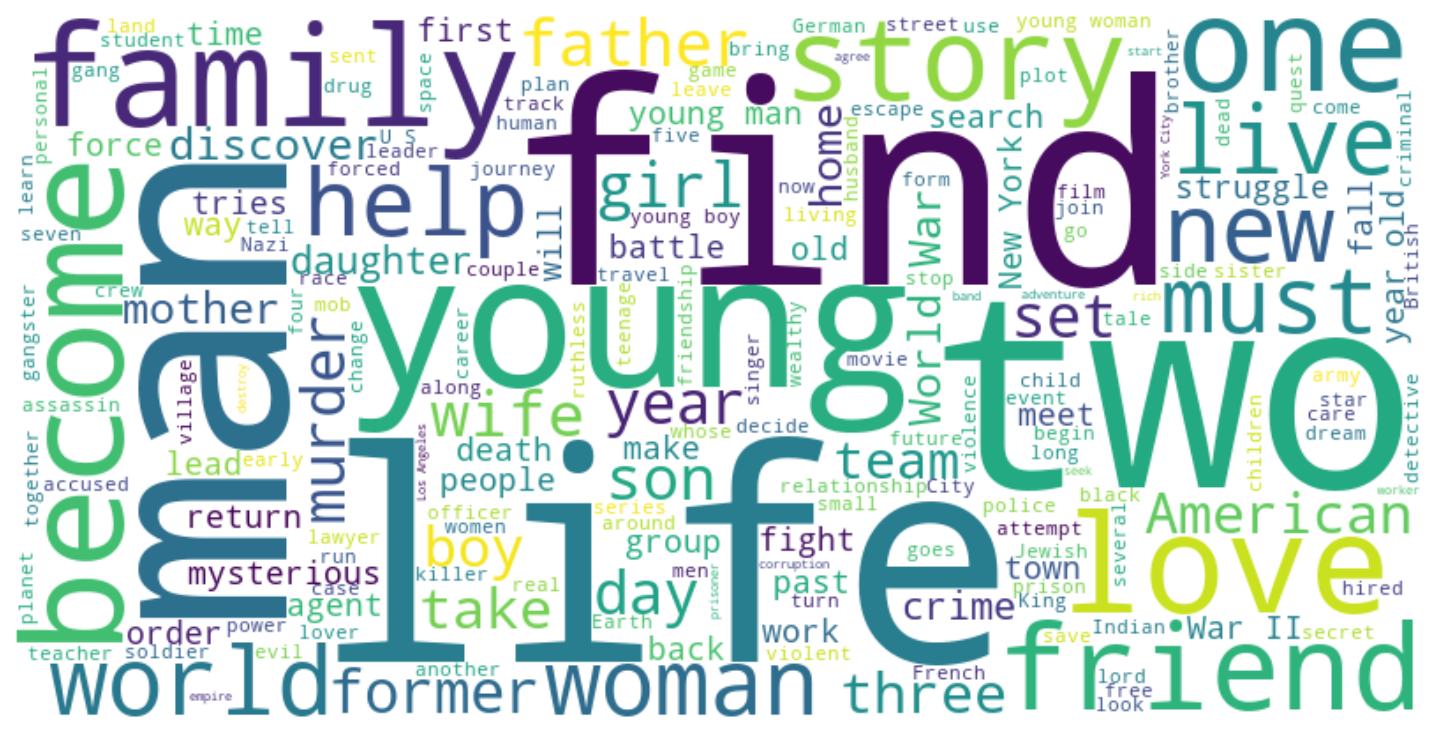 land
student
time
first
father
bring
German
street
use
young woman
start
one
family
gang
sent
drug
space
plan
track
human
game
leave
story
agree
plot
brother
quest
come
personal
force
discover
U S
leader
forced
journey
young man
five
home
escape
search
husband
live
dead
criminal
York City
learn
seven
become
man
tries
way
tell
Nazi
help
will
find
girl
young boy
battle
now
living
old
form
New York
film
join
go
struggle
new
fall
year old
British
daughter
race
couple
travel
friendship
stop
World War
side
sister
crew
mother
four
mob
young
teenage
ruthless
wealthy
band
adventure
rich
set
tale
must
gangster
assassin
village
destroy
murder
change
career
along
wife
year
singer
movie
two
violence
child
event
meet
begin
long
seek
army
star
care
dream
children
detective
worker
together
accused
lead
early
Los Angeles
death
people
whose
decide
make
son
future
team
relationship
City
small
police
black
American
return
lawyer
run
case
officer
women
boy
killer
series
around
group
real
life
fight
men
corruption
goes
attempt
Jewish
town
prison
King
love
several
hired
planet
mysterious
agent
take
day
Earth
prisoner
past
turn
crime
work
order
power
lover
teacher
soldier
evil
another
back
violent
French
save
Indian
War II
secret
world
empire
former
woman
three
friend
lord
free
look